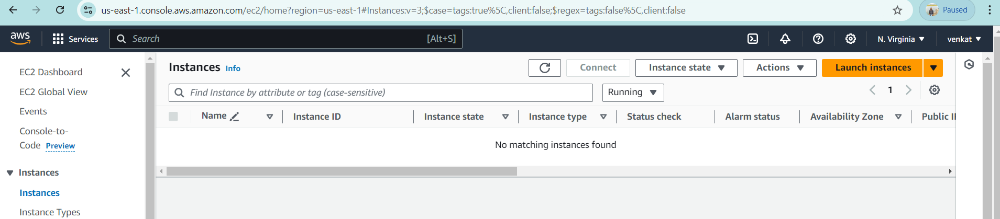 us-east-1.console.aws.amazon.com/ec2/home?region=us-east-1#Instances:v=3;$case=tags:true%5C,client:false;$regex=tags:false%5C,client:false
Paused
aws
Services
Search
[Alt+S]
N. Virginia
venkat
EC2 Dashboard
EC2 Global View
Events
Console-to-
Code Preview
Instances
Instances
Instance Types
Instances Info
Connect
Instance state
Actions
Launch instances
Find Instance by attribute or tag (case-sensitive)
Running
1
Name
Instance ID
Instance state
Instance type
Status check
Alarm status
Availability Zone
Public
No matching instances found